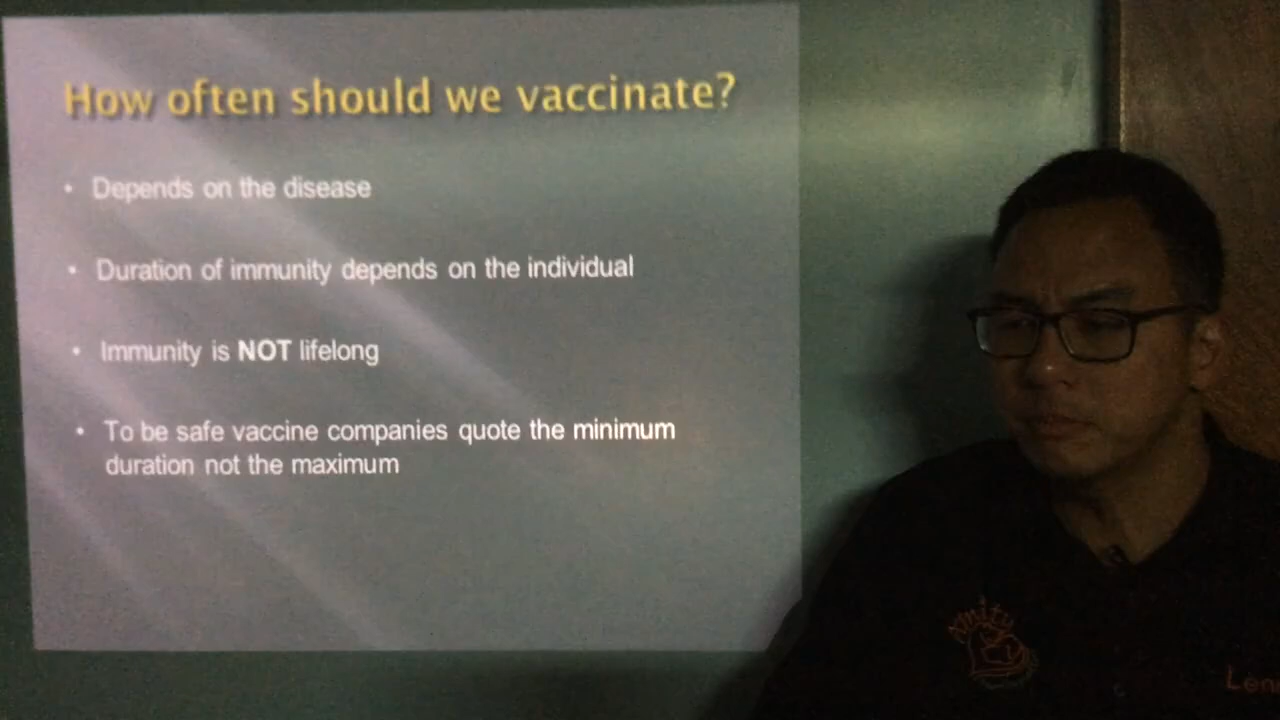 How often should we vaccinate?
• Depends on the disease
• Duration of immunity depends on the individual
• Immunity is NOT lifelong
• To be safe vaccine companies quote the minimum
duration not the maximum
Amity